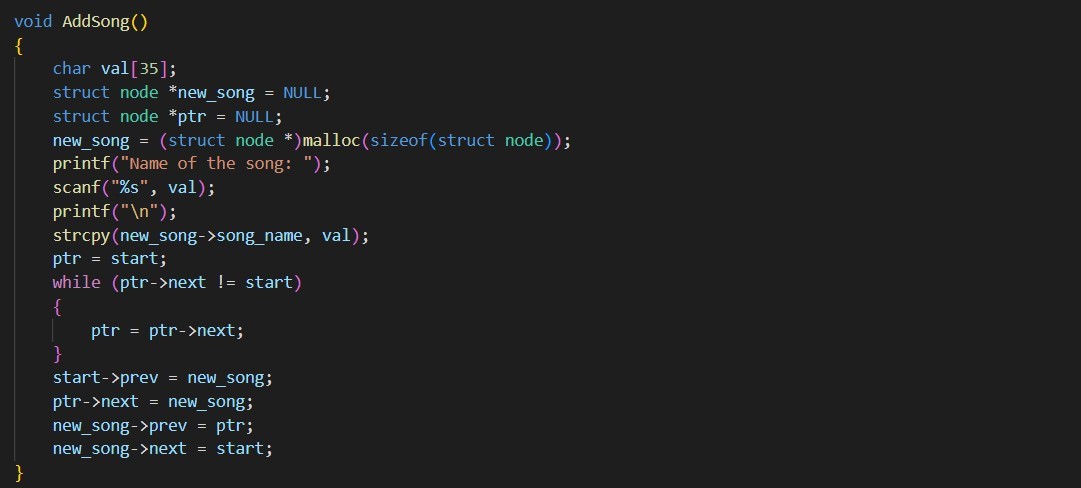 void AddSong()
{
    char val[35];
    struct node *new_song = NULL;
    struct node *ptr = NULL;
    new_song = (struct node *)malloc(sizeof(struct node));
    printf("Name of the song: ");
    scanf("%s", val);
    printf("\n");
    strcpy(new_song->song_name, val);
    ptr = start;
    while (ptr->next != start)
    {
        ptr = ptr->next;
    }
    start->prev = new_song;
    ptr->next = new_song;
    new_song->prev = ptr;
    new_song->next = start;
}